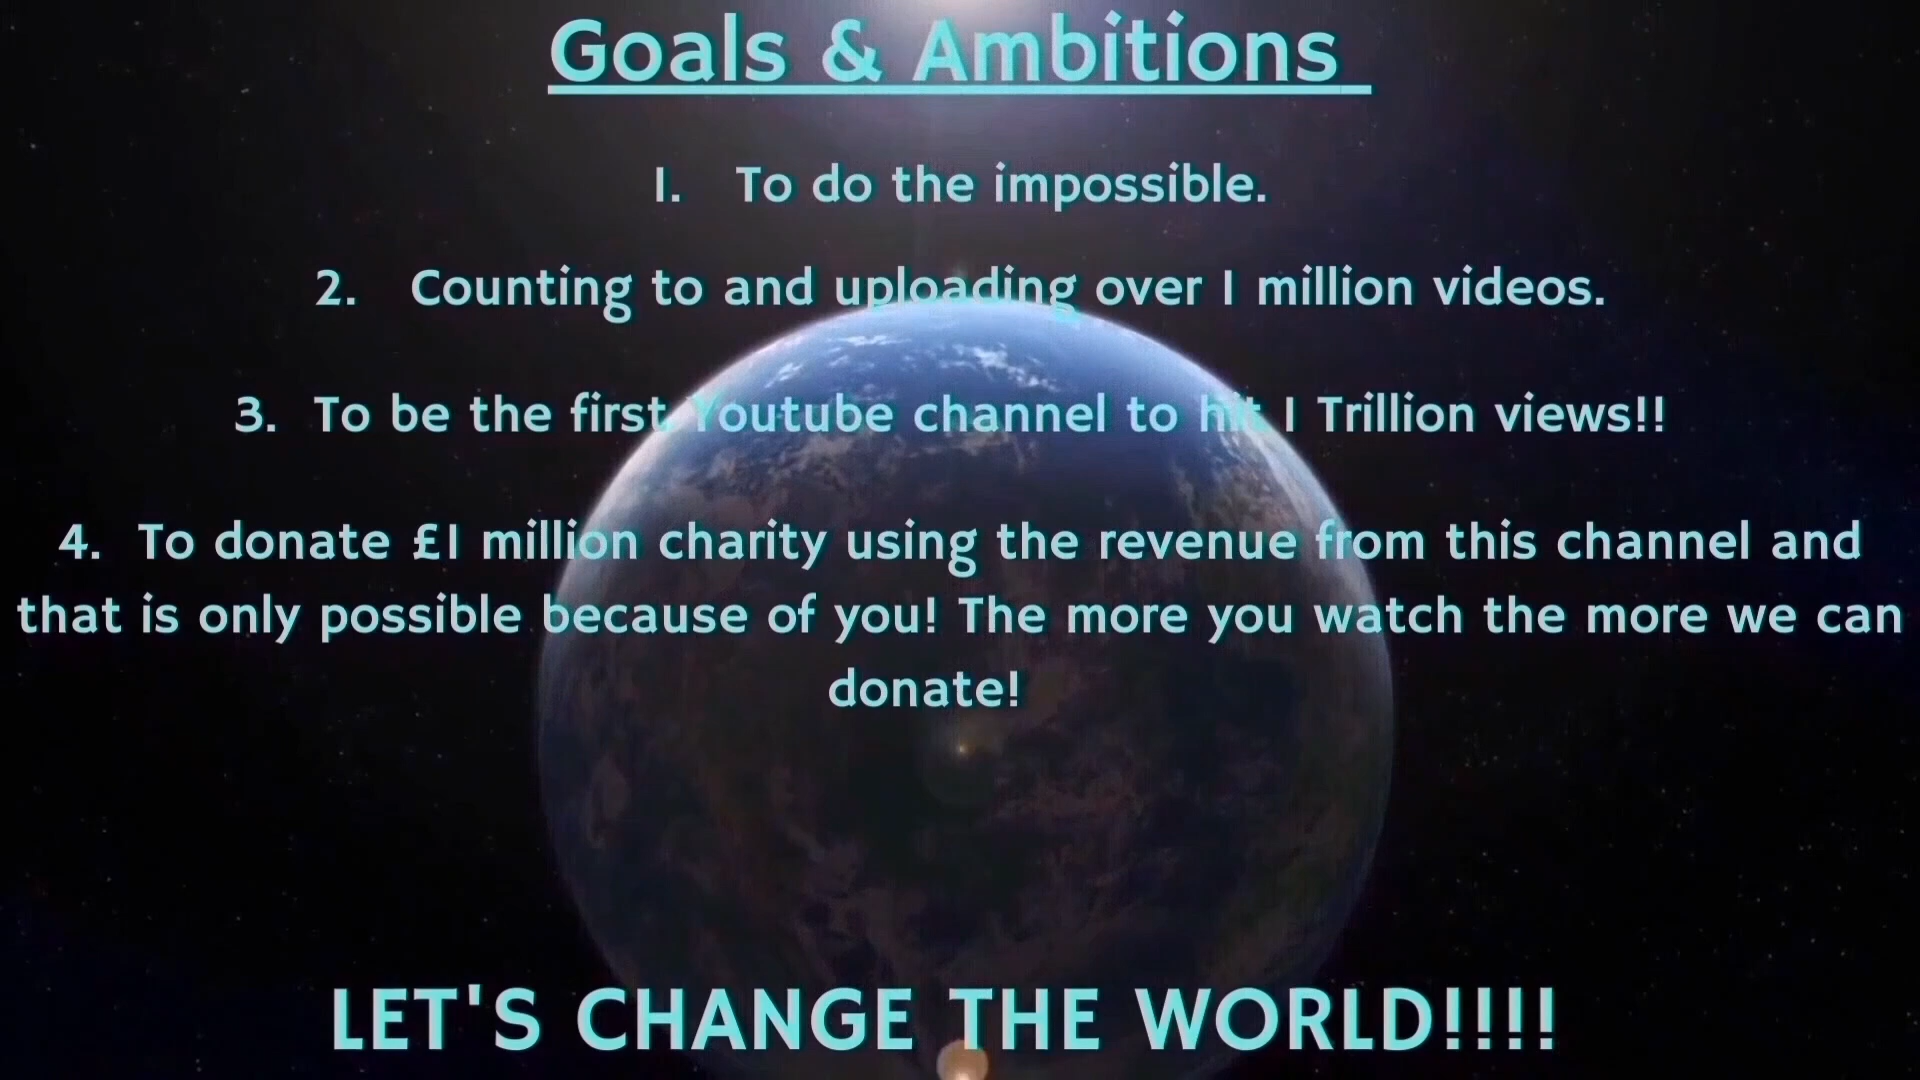 Goals & Ambitions
1. To do the impossible.
2. Counting to and uploading over 1 million videos.
3. To be the first Youtube channel to hit 1 Trillion views!!
4. To donate £1 million charity using the revenue from this channel and
that is only possible because of you! The more you watch the more we can
donate!
LET'S CHANGE THE WORLD!!!!